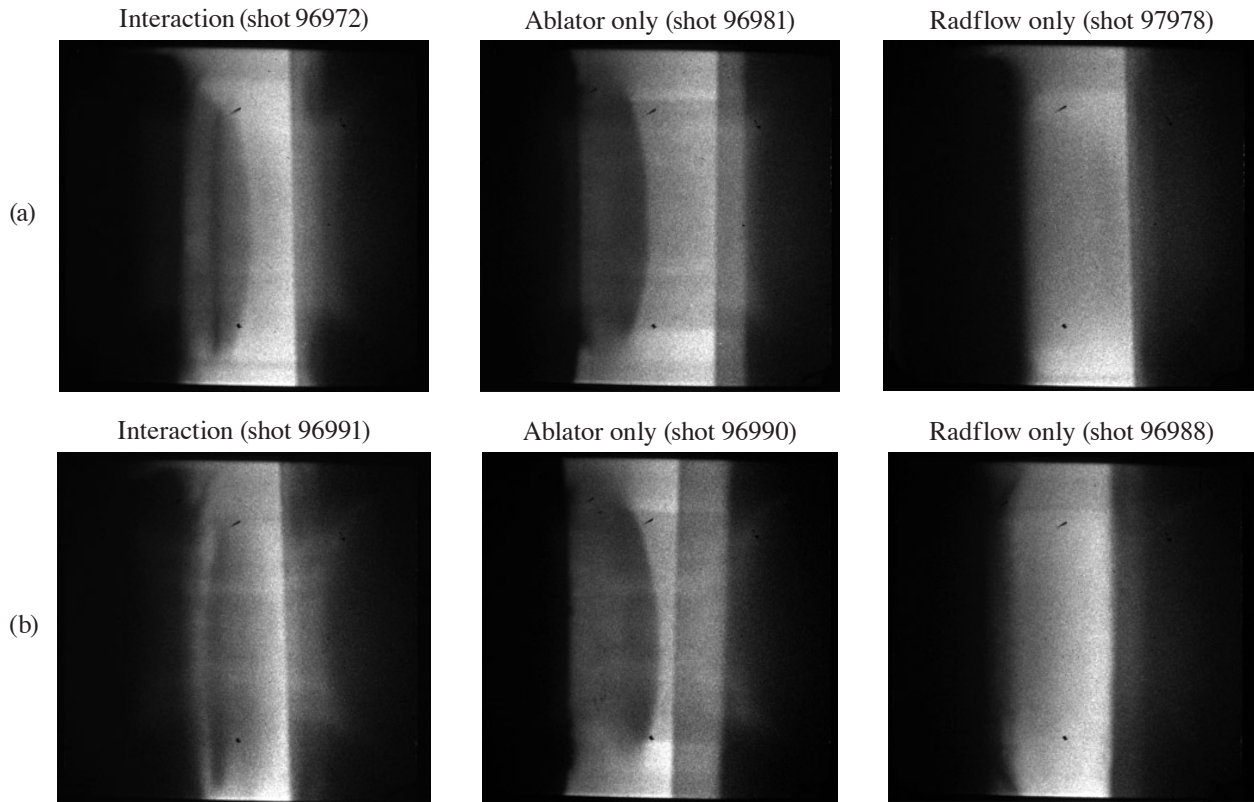 Interaction (shot 96972)
Ablator only (shot 96981)
Radflow only (shot 97978)
(a)
Interaction (shot 96991)
Ablator only (shot 96990)
Radflow only (shot 96988)
(b)